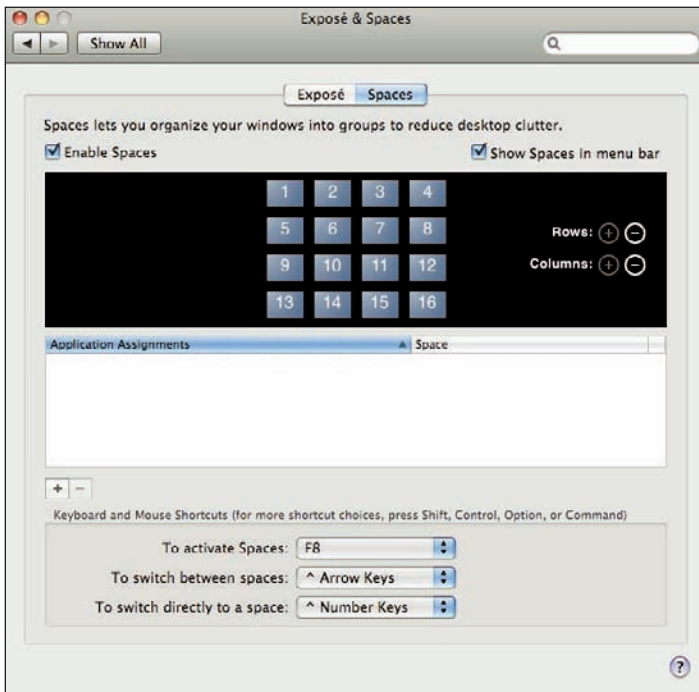 Exposé & Spaces
Show All
Exposé Spaces
Spaces lets you organize your windows into groups to reduce desktop clutter.
Enable Spaces Show Spaces in menu bar
1 2 3 4
5 6 7 8
Rows: + −
9 10 11 12
Columns: + −
13 14 15 16
Application Assignments Space
+ −
Keyboard and Mouse Shortcuts (for more shortcut choices, press Shift, Control, Option, or Command)
To activate Spaces: F8
To switch between spaces: ^ Arrow Keys
To switch directly to a space: ^ Number Keys
?